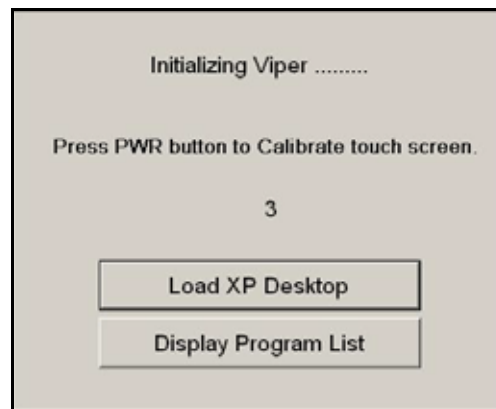 Initializing Viper .........
Press PWR button to Calibrate touch screen.
3
Load XP Desktop
Display Program List